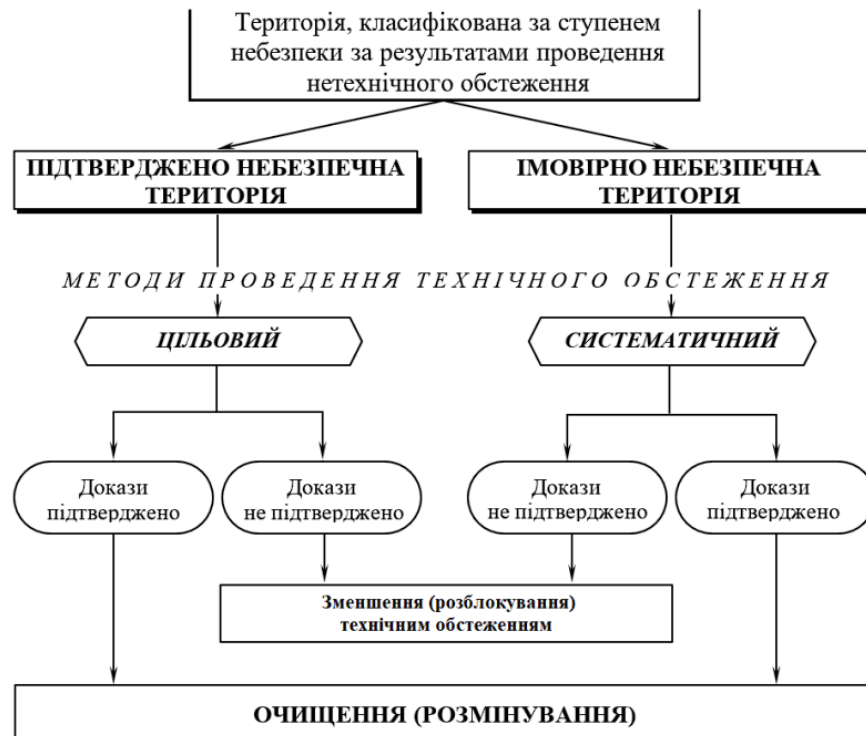 Територія, класифікована за ступенем
небезпеки за результатами проведення
нетехнічного обстеження
ПІДТВЕРДЖЕНО НЕБЕЗПЕЧНА
ТЕРИТОРІЯ
ІМОВІРНО НЕБЕЗПЕЧНА
ТЕРИТОРІЯ
МЕТОДИ ПРОВЕДЕННЯ ТЕХНІЧНОГО ОБСТЕЖЕННЯ
ЦІЛЬОВИЙ
СИСТЕМАТИЧНИЙ
Докази
підтверджено
Докази
не підтверджено
Докази
не підтверджено
Докази
підтверджено
Зменшення (розблокування)
технічним обстеженням
ОЧИЩЕННЯ (РОЗМІНУВАННЯ)